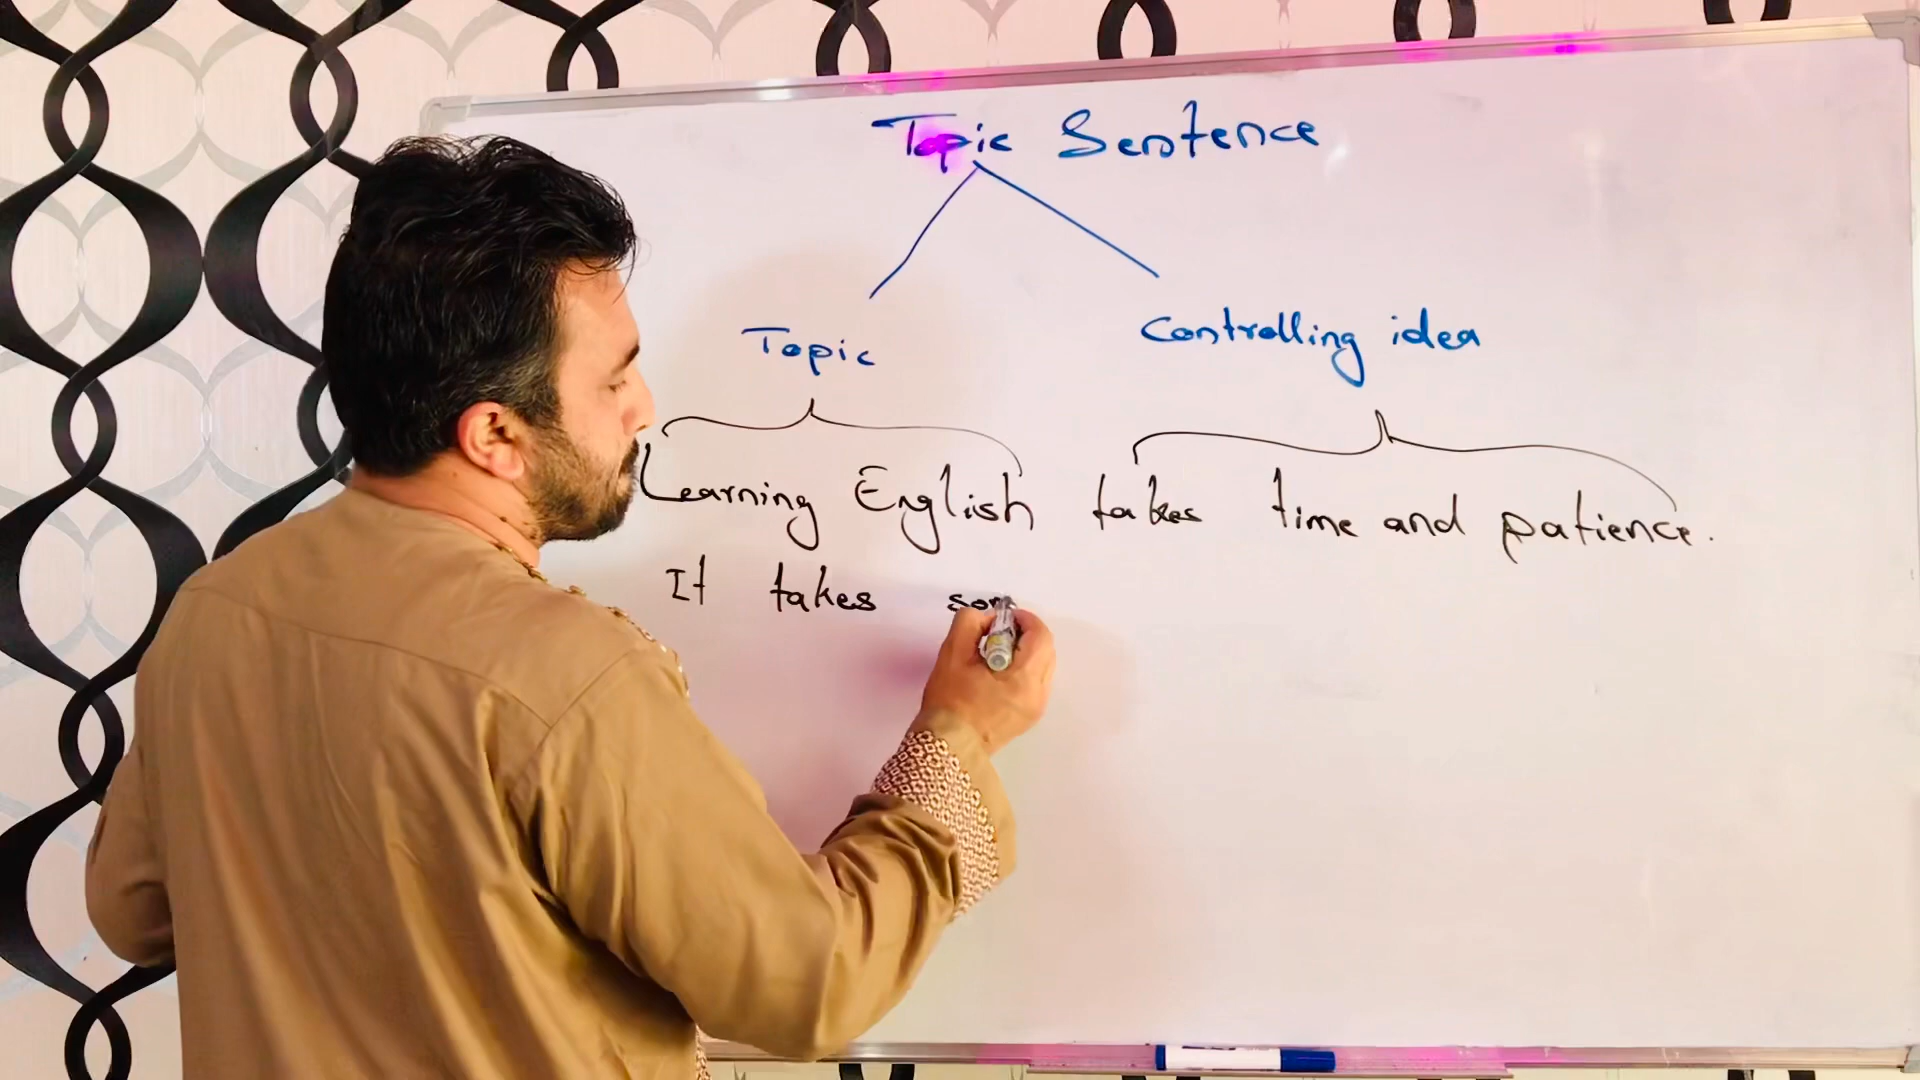 Topic Sentence
Topic
Controlling idea
Learning English takes time and patience.
It takes